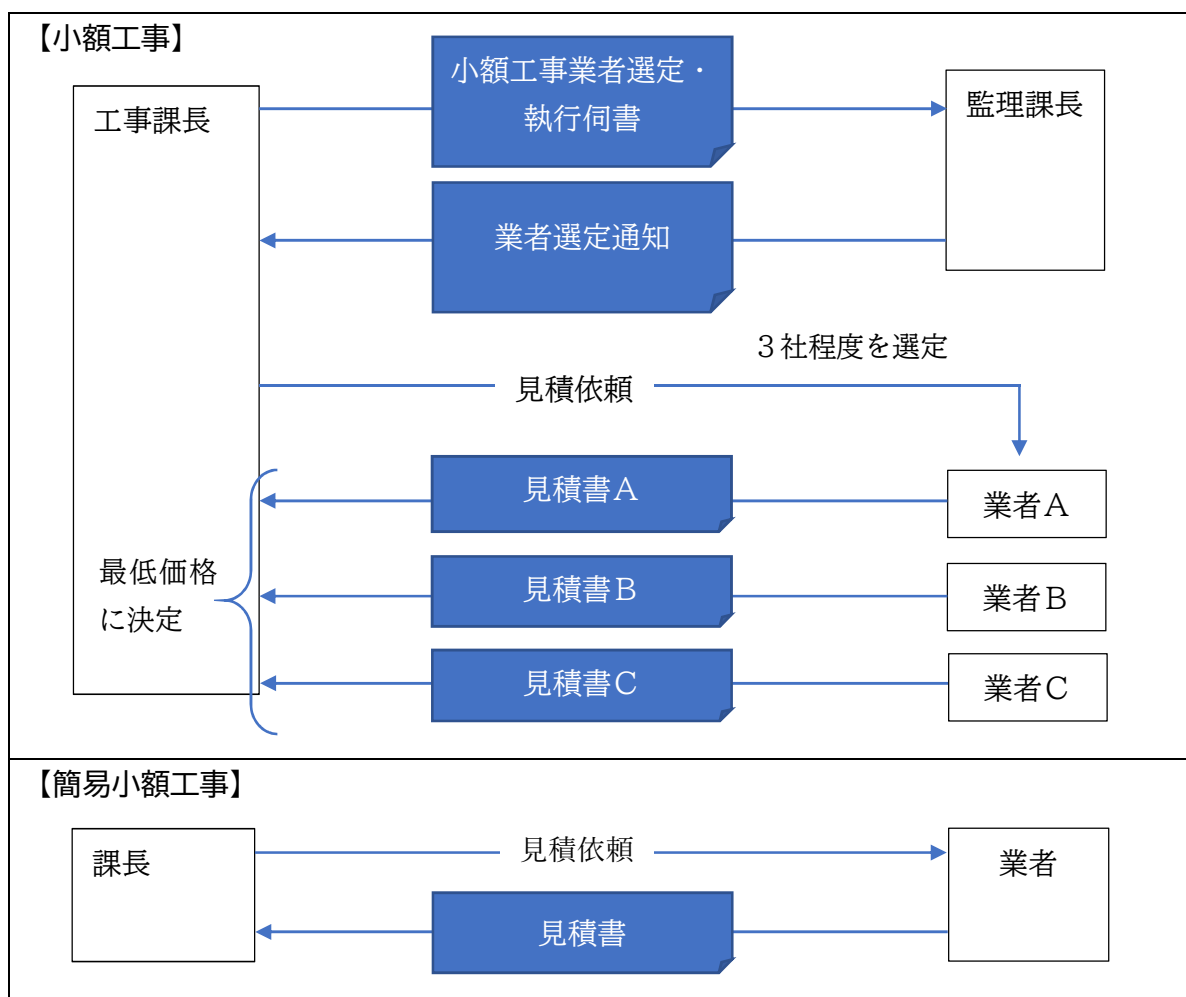 【小額工事】
工事課長
小額工事業者選定・
執行伺書
監理課長
業者選定通知
３社程度を選定
見積依頼
見積書Ａ
業者Ａ
最低価格
に決定
見積書Ｂ
業者Ｂ
見積書Ｃ
業者Ｃ
【簡易小額工事】
課長
見積依頼
業者
見積書